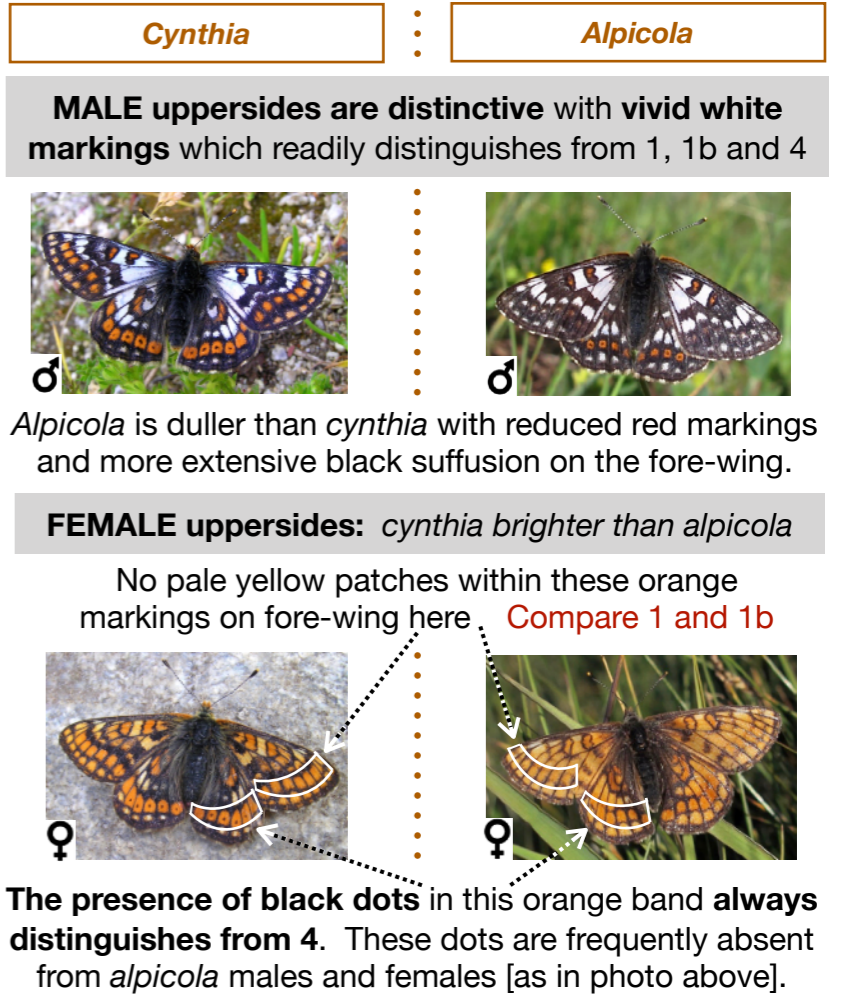 Cynthia
Alpicola
MALE uppersides are distinctive with vivid white
markings which readily distinguishes from 1, 1b and 4
♂
♂
Alpicola is duller than cynthia with reduced red markings
and more extensive black suffusion on the fore-wing.
FEMALE uppersides: cynthia brighter than alpicola
No pale yellow patches within these orange
markings on fore-wing here Compare 1 and 1b
♀
♀
The presence of black dots in this orange band always
distinguishes from 4. These dots are frequently absent
from alpicola males and females [as in photo above].